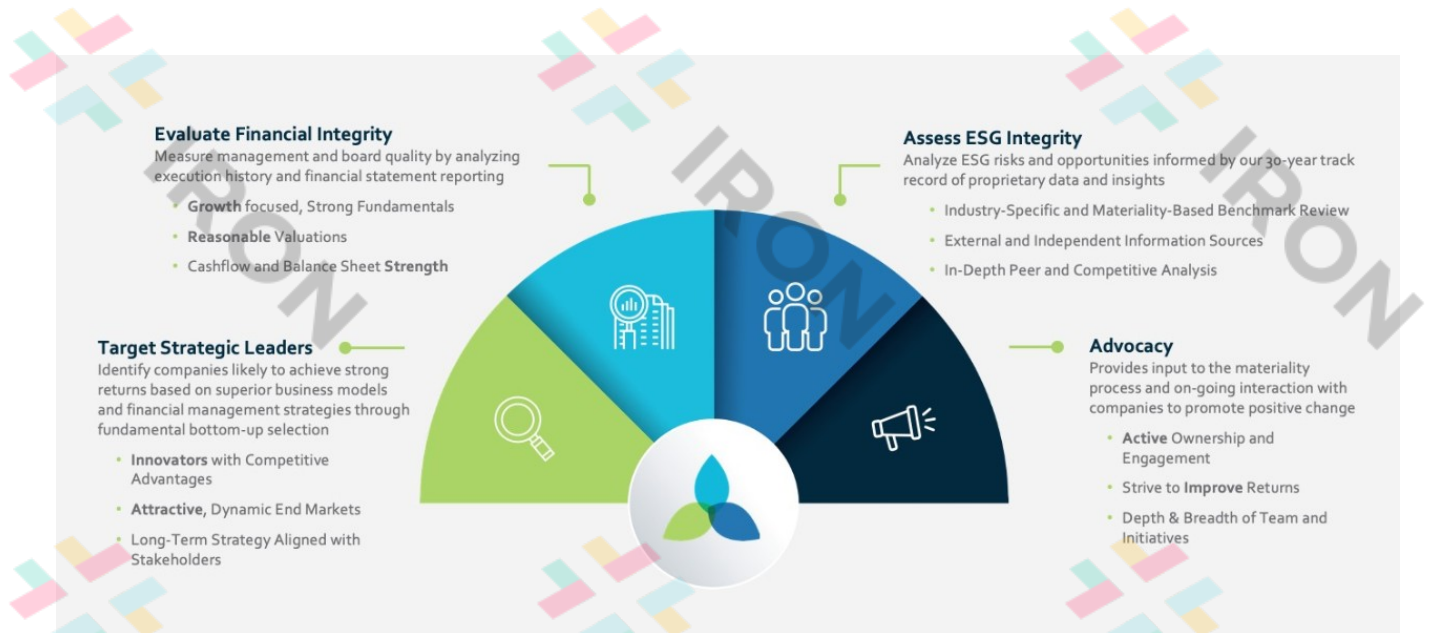 Evaluate Financial Integrity
Measure management and board quality by analyzing
execution history and financial statement reporting
• Growth focused, Strong Fundamentals
• Reasonable Valuations
• Cashflow and Balance Sheet Strength
Target Strategic Leaders
Identify companies likely to achieve strong
returns based on superior business models
and financial management strategies through
fundamental bottom-up selection
• Innovators with Competitive
Advantages
• Attractive, Dynamic End Markets
• Long-Term Strategy Aligned with
Stakeholders
Assess ESG Integrity
Analyze ESG risks and opportunities informed by our 30-year track
record of proprietary data and insights
• Industry-Specific and Materiality-Based Benchmark Review
• External and Independent Information Sources
• In-Depth Peer and Competitive Analysis
Advocacy
Provides input to the materiality
process and on-going interaction with
companies to promote positive change
• Active Ownership and
Engagement
• Strive to Improve Returns
• Depth & Breadth of Team and
Initiatives
IRON
IRON
IRON